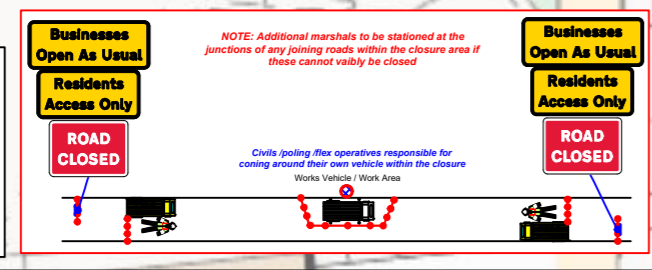 Businesses
Open As Usual
Residents
Access Only
ROAD
CLOSED
NOTE: Additional marshals to be stationed at the
junctions of any joining roads within the closure area if
these cannot vaibly be closed
Civils /poling /flex operatives responsible for
coning around their own vehicle within the closure
Works Vehicle / Work Area
Businesses
Open As Usual
Residents
Access Only
ROAD
CLOSED